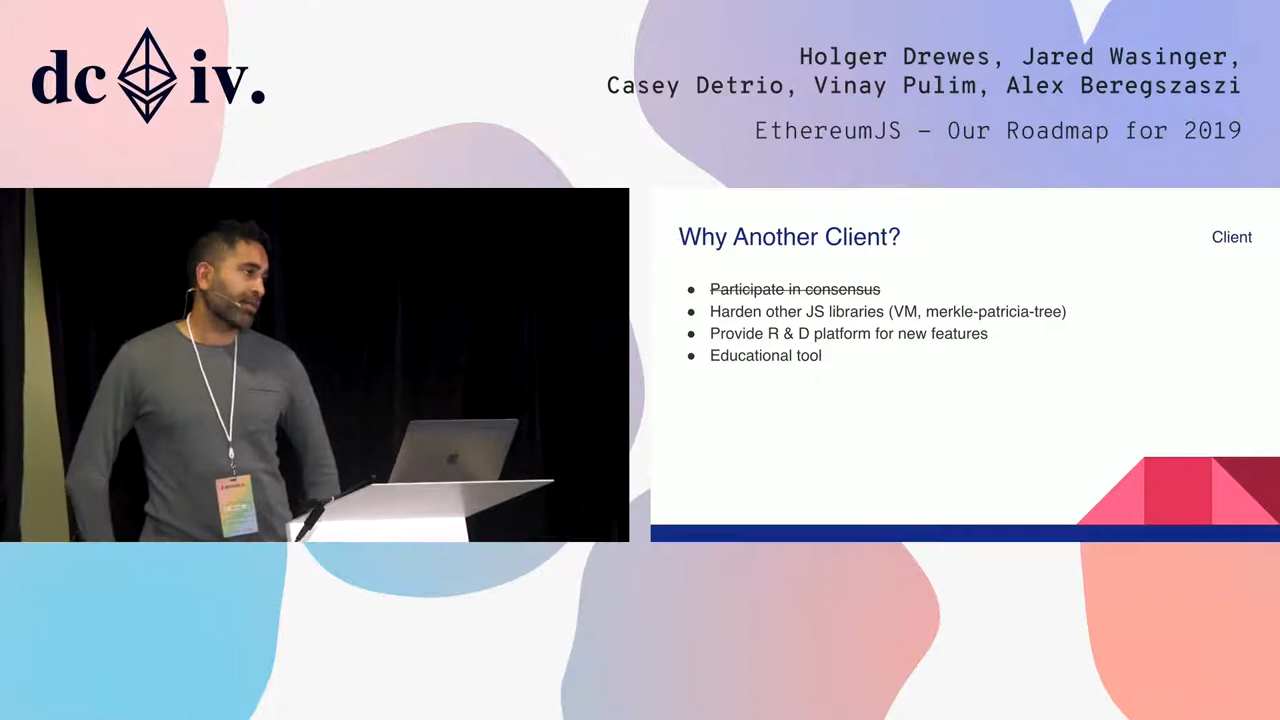 dc iv.
Holger Drewes, Jared Wasinger,
Casey Detrio, Vinay Pulim, Alex Beregszaszi
EthereumJS – Our Roadmap for 2019
Why Another Client?
Client
● Participate in consensus
● Harden other JS libraries (VM, merkle-patricia-tree)
● Provide R & D platform for new features
● Educational tool